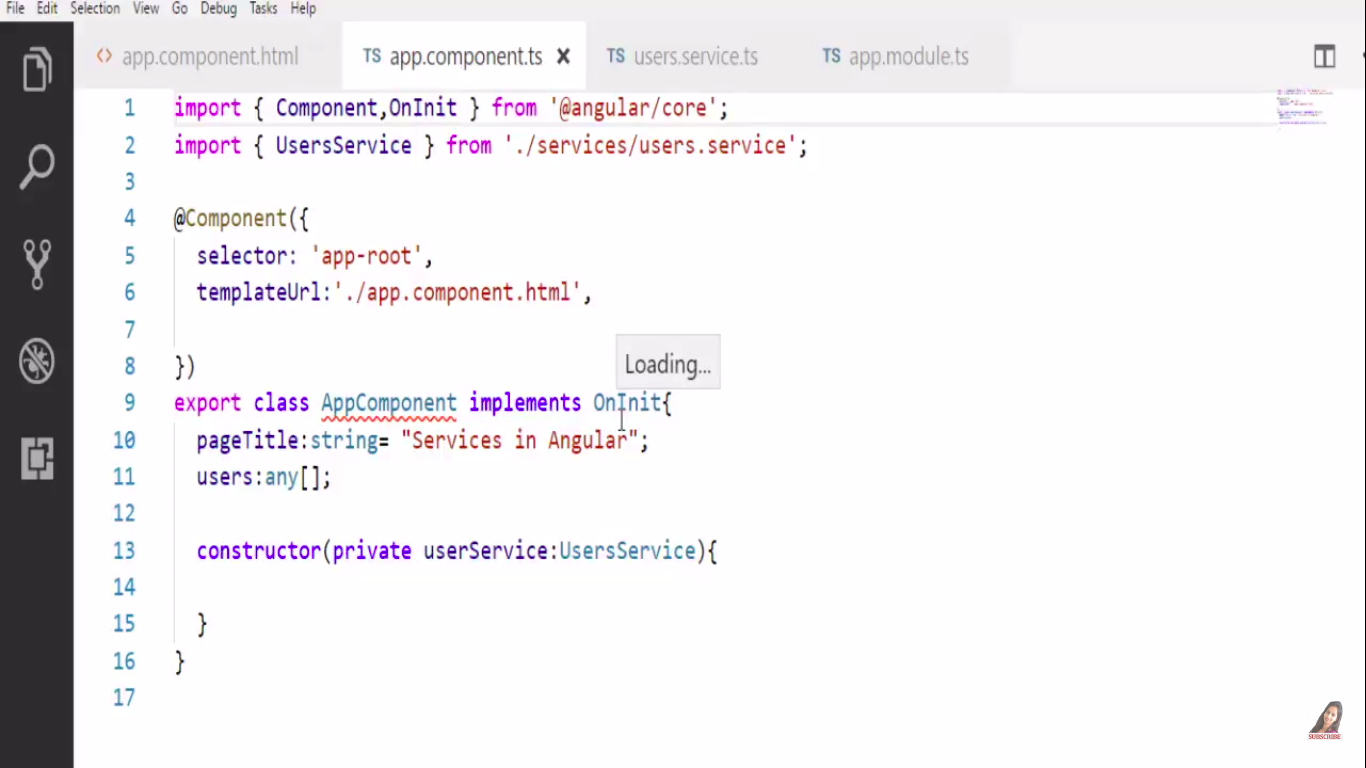 File Edit Selection View Go Debug Tasks Help
<> app.component.html TS app.component.ts TS users.service.ts TS app.module.ts
1 import { Component,OnInit } from '@angular/core';
2 import { UsersService } from './services/users.service';
3
4 @Component({
5 selector: 'app-root',
6 templateUrl:'./app.component.html',
7
8 })
Loading...
9 export class AppComponent implements OnInit{
10 pageTitle:string= "Services in Angular";
11 users:any[];
12
13 constructor(private userService:UsersService){
14
15 }
16 }
17
SUBSCRIBE